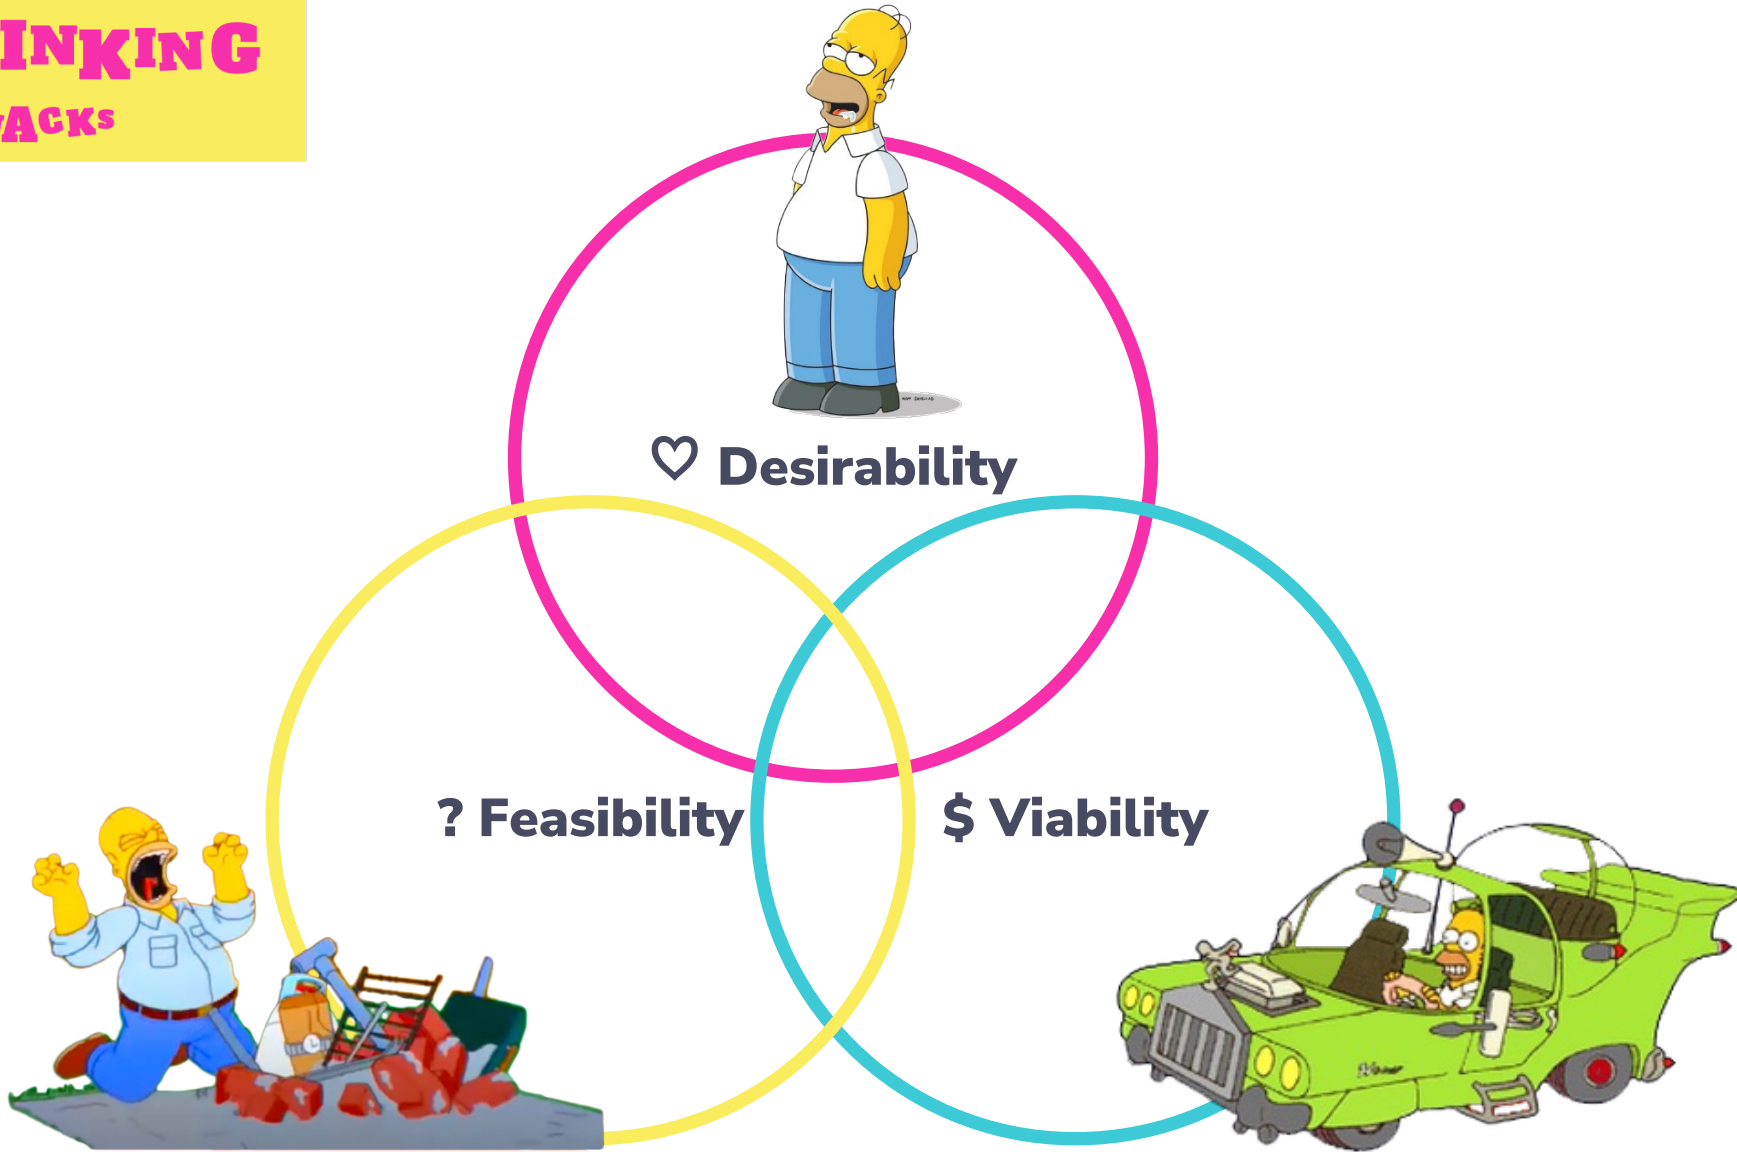 INKING
ACKS
♡ Desirability
? Feasibility
$ Viability